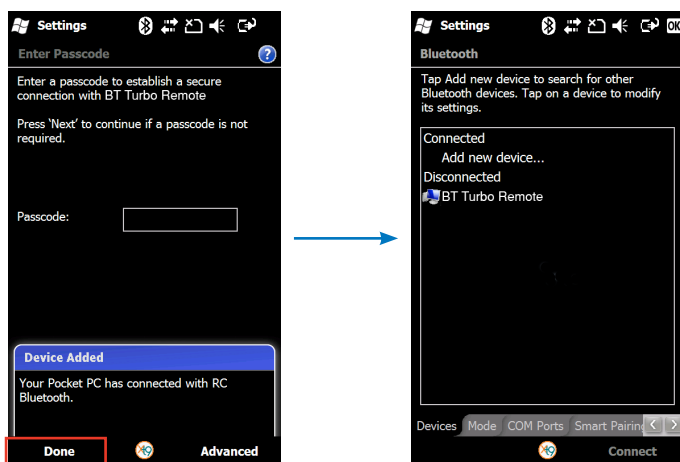 Settings
Enter Passcode
?
Enter a passcode to establish a secure
connection with BT Turbo Remote
Press 'Next' to continue if a passcode is not
required.
Passcode:
Device Added
Your Pocket PC has connected with RC
Bluetooth.
Done
Advanced
Settings
OK
Bluetooth
Tap Add new device to search for other
Bluetooth devices. Tap on a device to modify
its settings.
Connected
Add new device...
Disconnected
BT Turbo Remote
Devices Mode COM Ports Smart Pairing
Connect